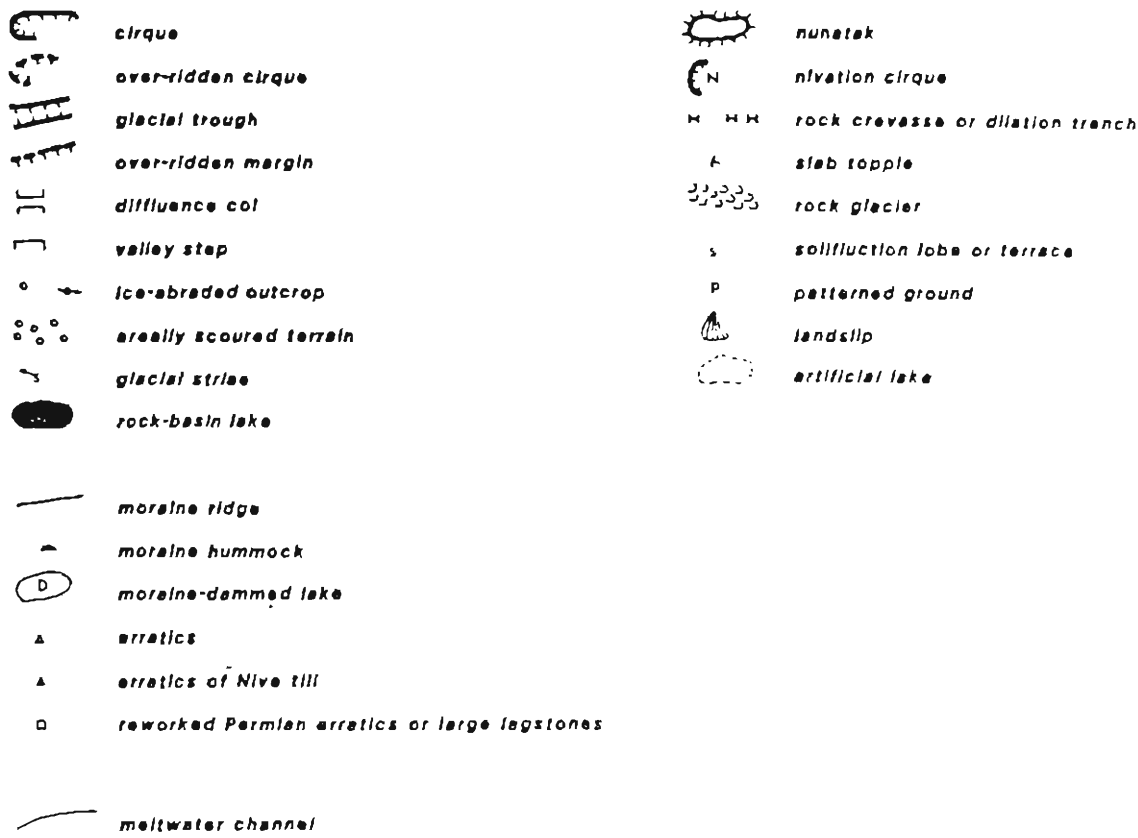 cirque
over-ridden cirque
glacial trough
over-ridden margin
diffluence col
valley step
ice-abraded outcrop
areally scoured terrain
glacial striae
rock-basin lake
D
moraine ridge
moraine hummock
moraine-dammed lake
erratics
erratics of Nive till
reworked Permian erratics or large lagstones
meltwater channel
nunatak
N nivation cirque
rock crevasse or dilation trench
slab topple
rock glacier
s solifluction lobe or terrace
P patterned ground
landslip
artificial lake